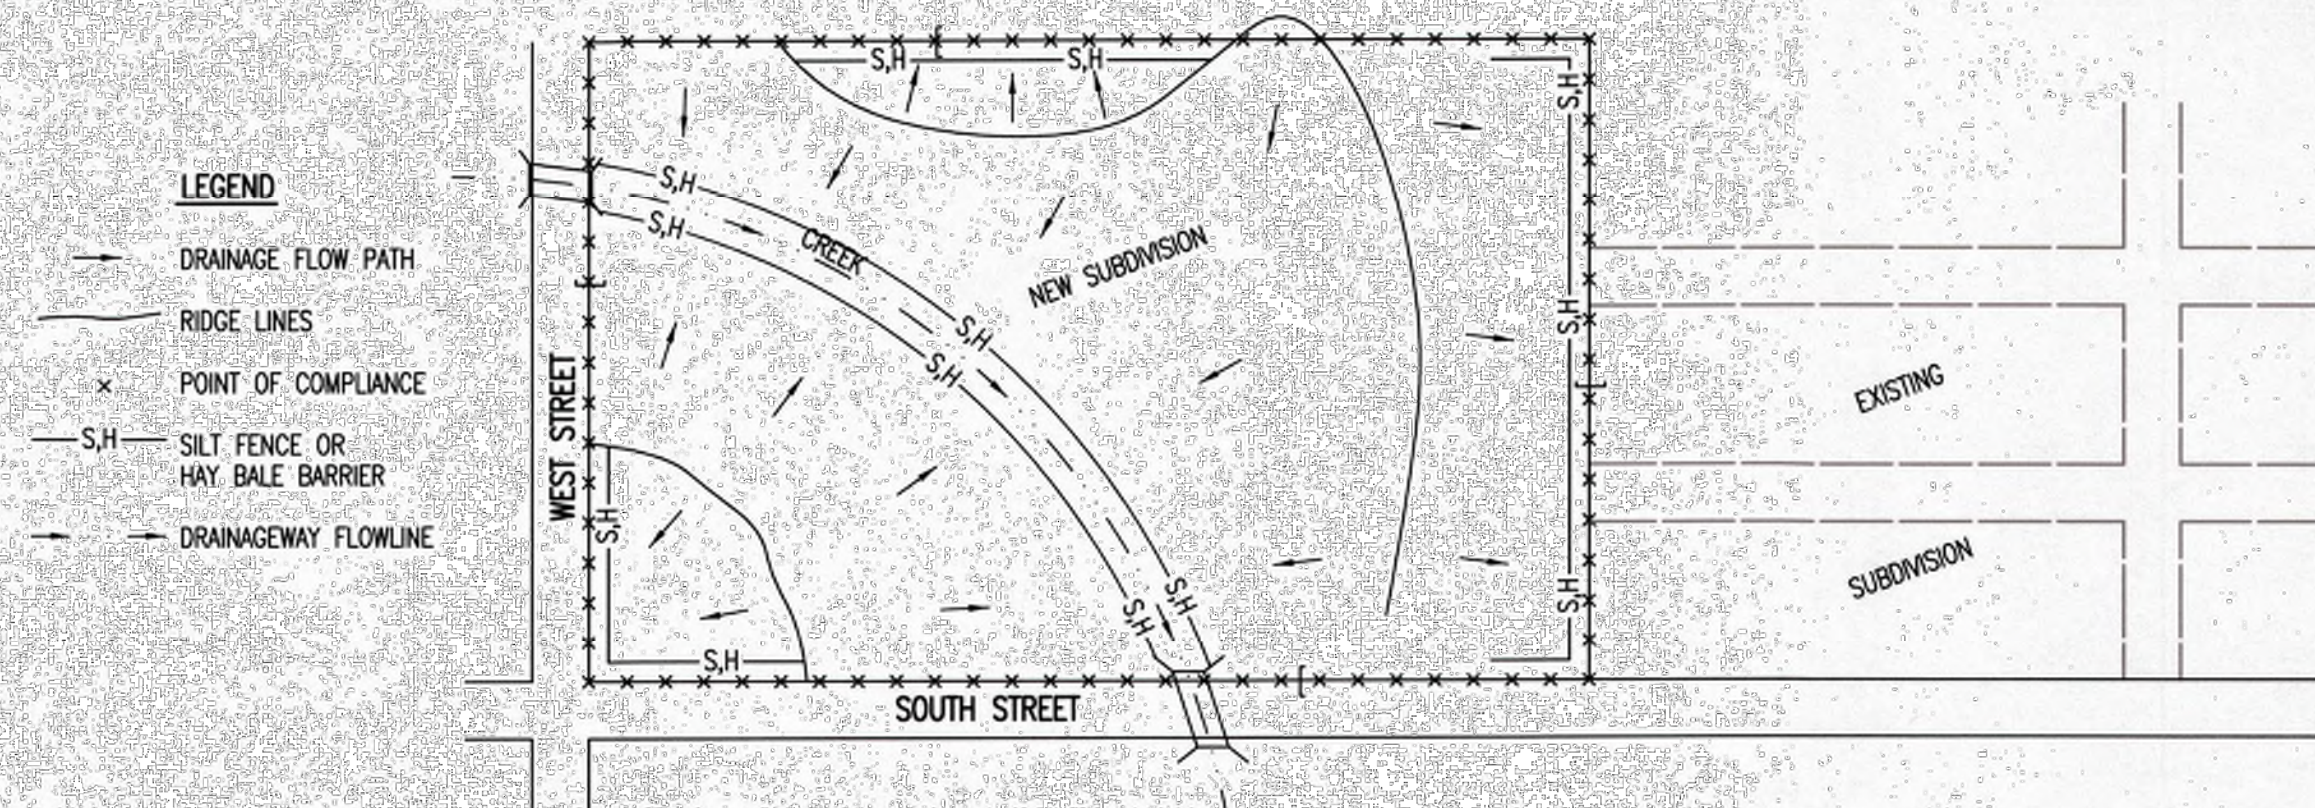 LEGEND
DRAINAGE FLOW PATH
RIDGE LINES
POINT OF COMPLIANCE
S,H
SILT FENCE OR
HAY BALE BARRIER
DRAINAGEWAY FLOWLINE
S,H
S,H
S,H
S,H
S,H
CREEK
NEW SUBDIVISION
S,H
S,H
S,H
EXISTING
WEST STREET
S,H
SUBDIVISION
S,H
S,H
S,H
S,H
SOUTH STREET